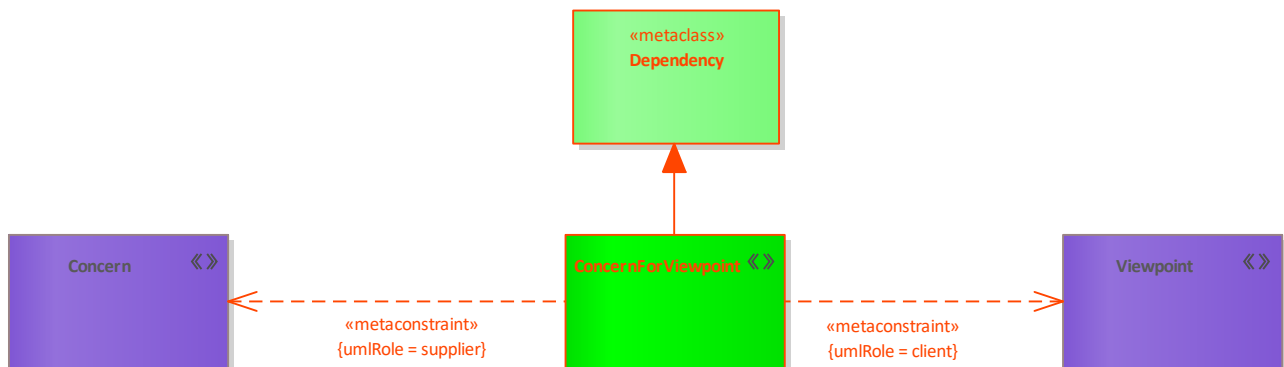 «metaclass»
Dependency
Concern
«»
ConcernForViewpoint
«»
Viewpoint
«»
«metaconstraint»
{umlRole = supplier}
«metaconstraint»
{umlRole = client}